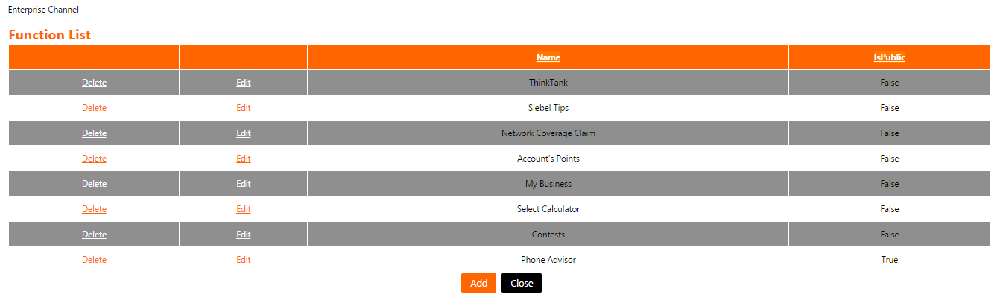 Enterprise Channel
Function List
Name IsPublic
Delete Edit ThinkTank False
Delete Edit Siebel Tips False
Delete Edit Network Coverage Claim False
Delete Edit Account's Points False
Delete Edit My Business False
Delete Edit Select Calculator False
Delete Edit Contests False
Delete Edit Phone Advisor True
Add Close